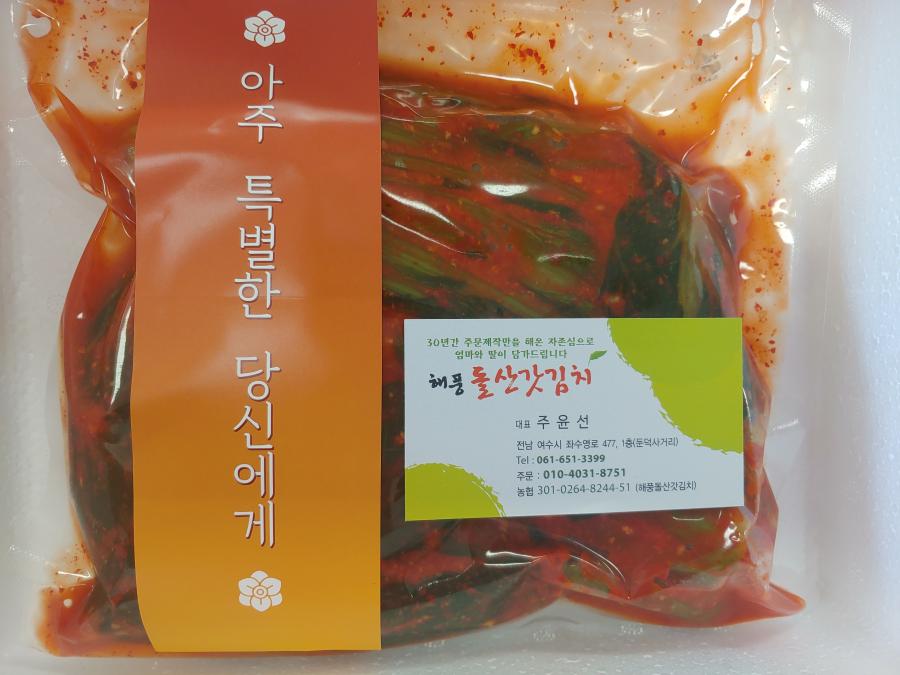 아주 특별한 당신에게
30년간 주문제작만을 해온 자존심으로
엄마와 딸이 담가드립니다
해풍 돌산갓김치
대표 주윤선
전남 여수시 좌수영로 477, 1층(둔덕사거리)
Tel : 061-651-3399
주문 : 010-4031-8751
농협 301-0264-8244-51 (해풍돌산갓김치)